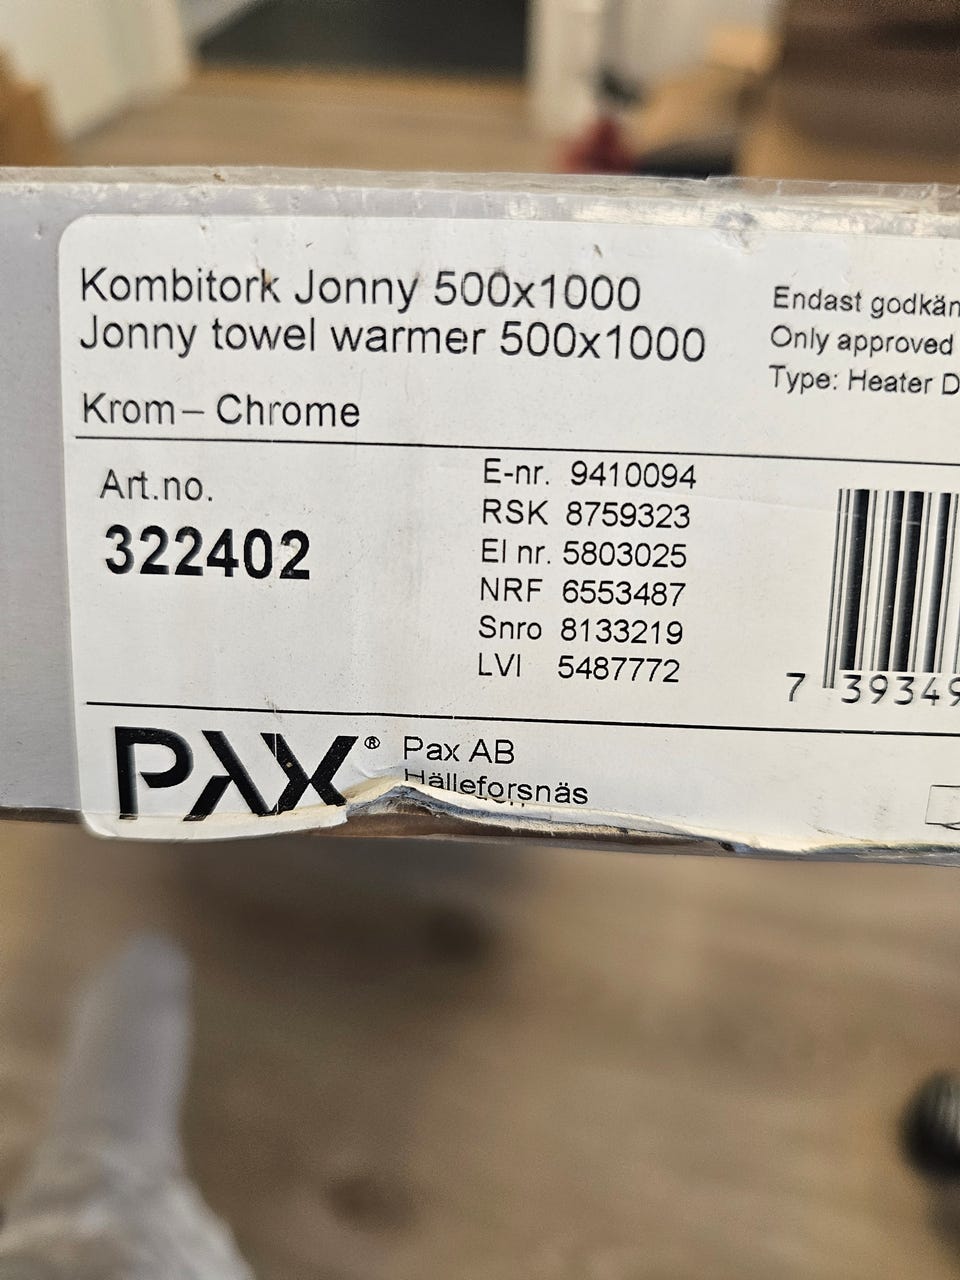 Kombitork Jonny 500x1000
Jonny towel warmer 500x1000
Krom– Chrome
Endast godkän
Only approved
Type: Heater D
Art.no.
322402
E-nr. 9410094
RSK 8759323
El nr. 5803025
NRF 6553487
Snro 8133219
LVI 5487772
7 39349
PAX®
Pax AB
Hälleforsnäs